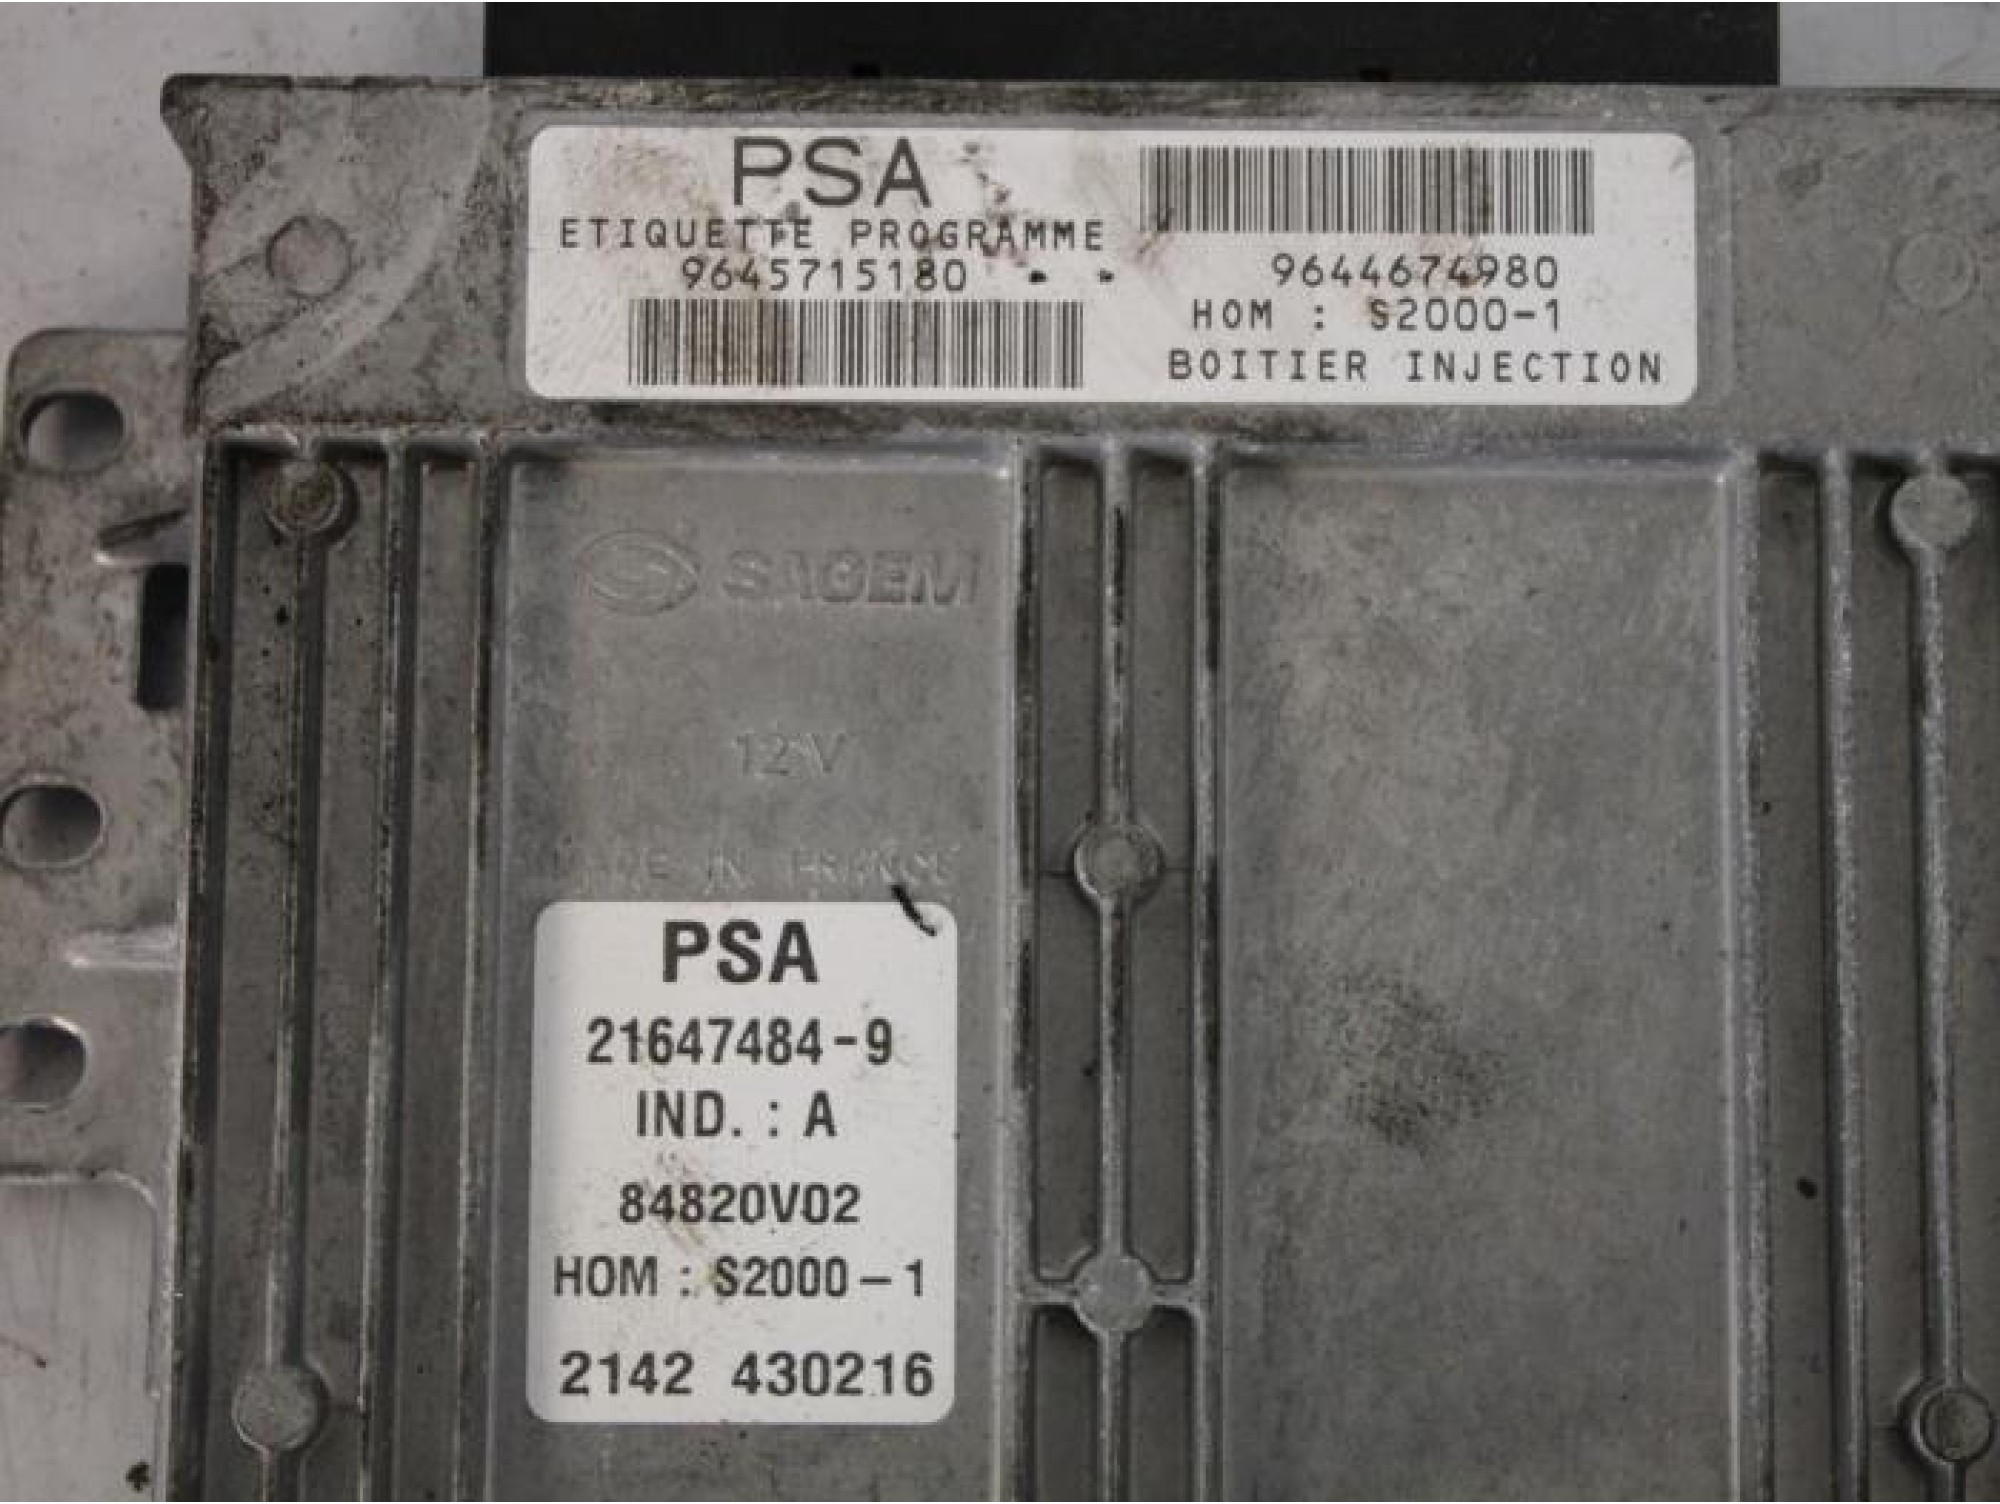 PSA
ETIQUETTE PROGRAMME
9645715180
9644674980
HOM : S2000-1
BOITIER INJECTION
SAGEM
12V
MADE IN FRANCE
PSA
21647484-9
IND. : A
84820V02
HOM : S2000-1
2142 430216